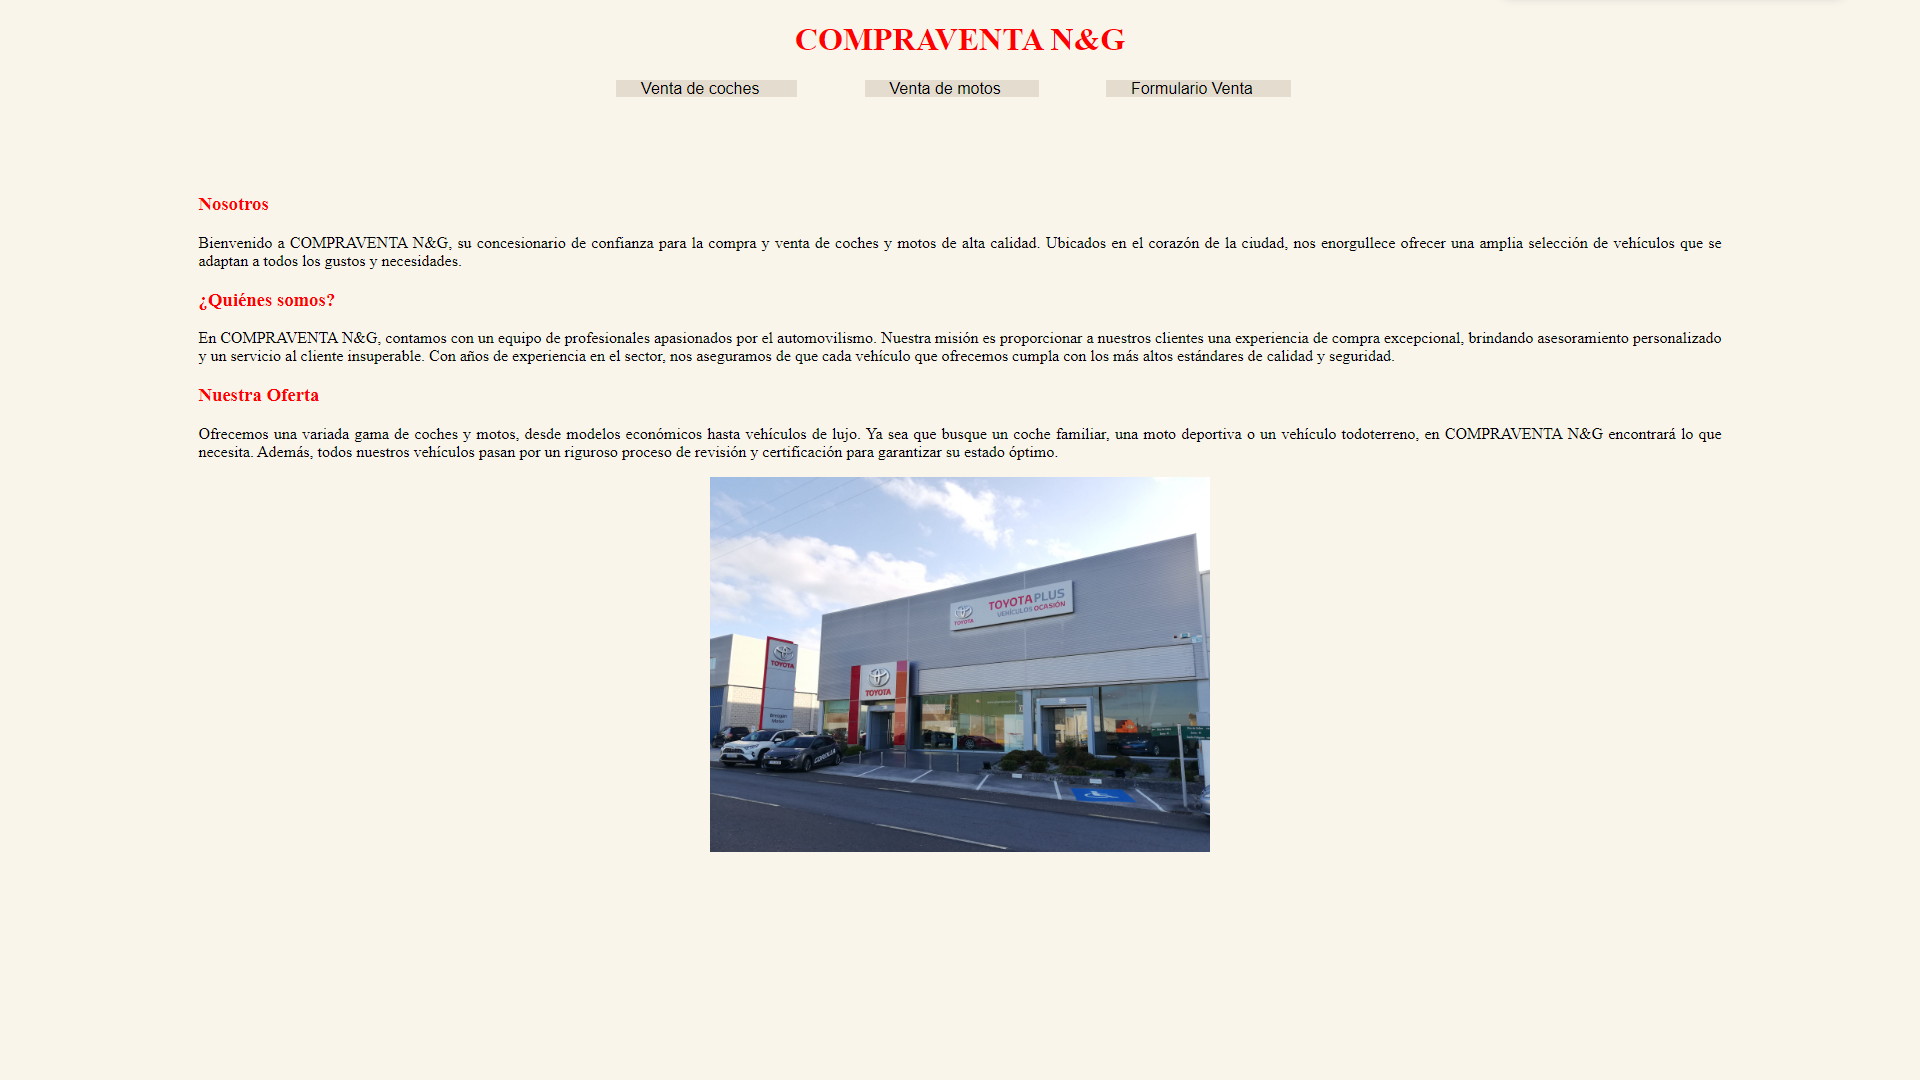 COMPRAVENTA N&G
Venta de coches
Venta de motos
Formulario Venta
Nosotros
Bienvenido a COMPRAVENTA N&G, su concesionario de confianza para la compra y venta de coches y motos de alta calidad. Ubicados en el corazón de la ciudad, nos enorgullece ofrecer una amplia selección de vehículos que se
adaptan a todos los gustos y necesidades.
¿Quiénes somos?
En COMPRAVENTA N&G, contamos con un equipo de profesionales apasionados por el automovilismo. Nuestra misión es proporcionar a nuestros clientes una experiencia de compra excepcional, brindando asesoramiento personalizado
y un servicio al cliente insuperable. Con años de experiencia en el sector, nos aseguramos de que cada vehículo que ofrecemos cumpla con los más altos estándares de calidad y seguridad.
Nuestra Oferta
Ofrecemos una variada gama de coches y motos, desde modelos económicos hasta vehículos de lujo. Ya sea que busque un coche familiar, una moto deportiva o un vehículo todoterreno, en COMPRAVENTA N&G encontrará lo que
necesita. Además, todos nuestros vehículos pasan por un riguroso proceso de revisión y certificación para garantizar su estado óptimo.
TOYOTA PLUS
VEHÍCULOS OCASIÓN
TOYOTA
TOYOTA
TOYOTA
COROLLA